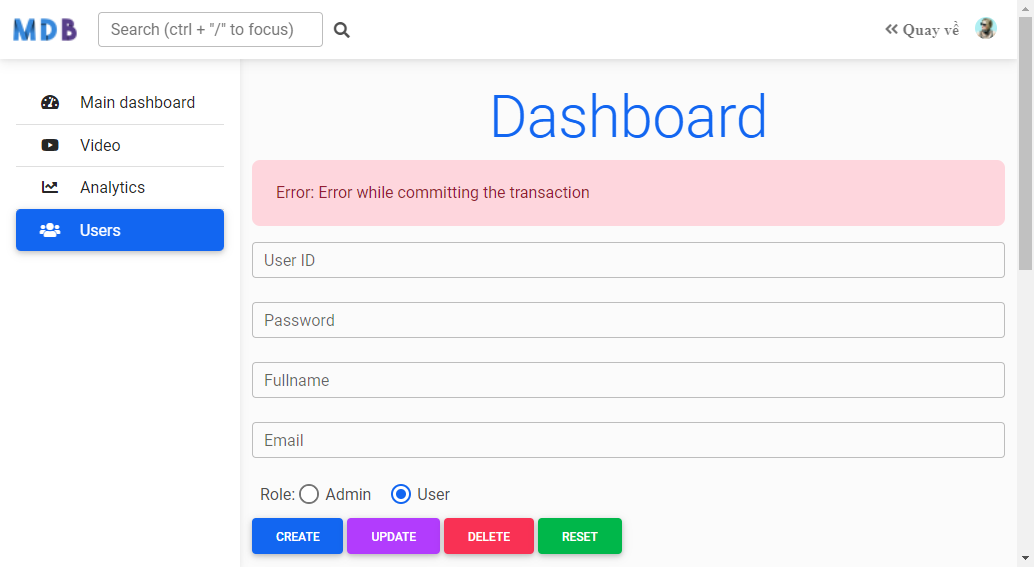 MDB
Search (ctrl + "/" to focus)
Quay về
Main dashboard
Video
Analytics
Users
Dashboard
Error: Error while committing the transaction
User ID
Password
Fullname
Email
Role: Admin User
CREATE UPDATE DELETE RESET